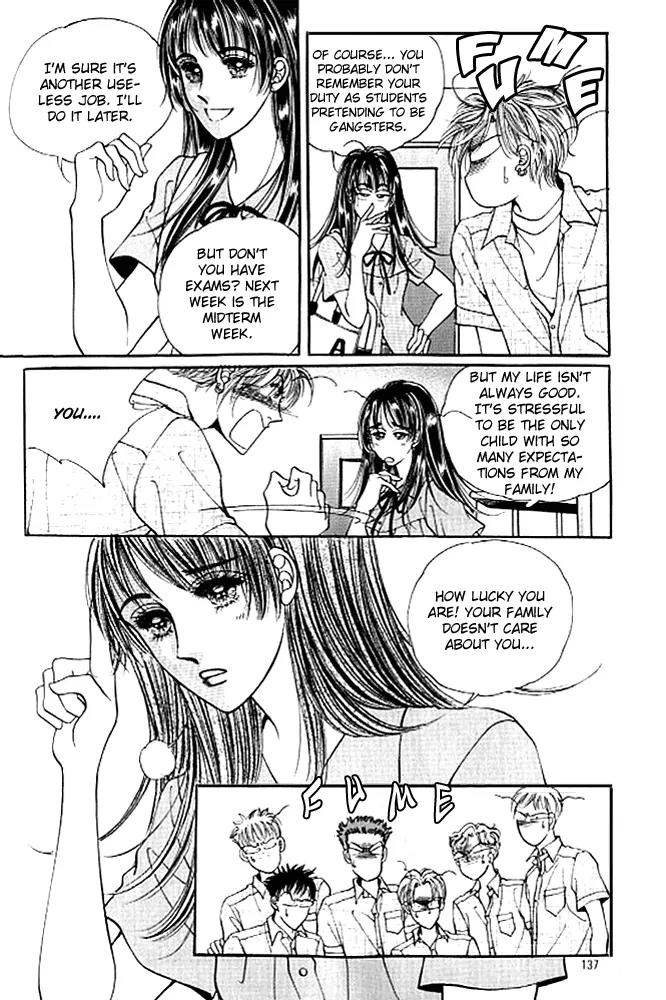 I'M SURE IT'S
ANOTHER USE-
LESS JOB. I'LL
DO IT LATER.
BUT DON'T
YOU HAVE
EXAMS? NEXT
WEEK IS THE
MIDTERM
WEEK.
OF COURSE... YOU
PROBABLY DON'T
REMEMBER YOUR
DUTY AS STUDENTS
PRETENDING TO BE
GANGSTERS.
FUME
YOU....
BUT MY LIFE ISN'T
ALWAYS GOOD.
IT'S STRESSFUL
TO BE THE ONLY
CHILD WITH SO
MANY EXPECTA-
TIONS FROM MY
FAMILY!
HOW LUCKY YOU
ARE! YOUR FAMILY
DOESN'T CARE
ABOUT YOU...
FUME
A
137